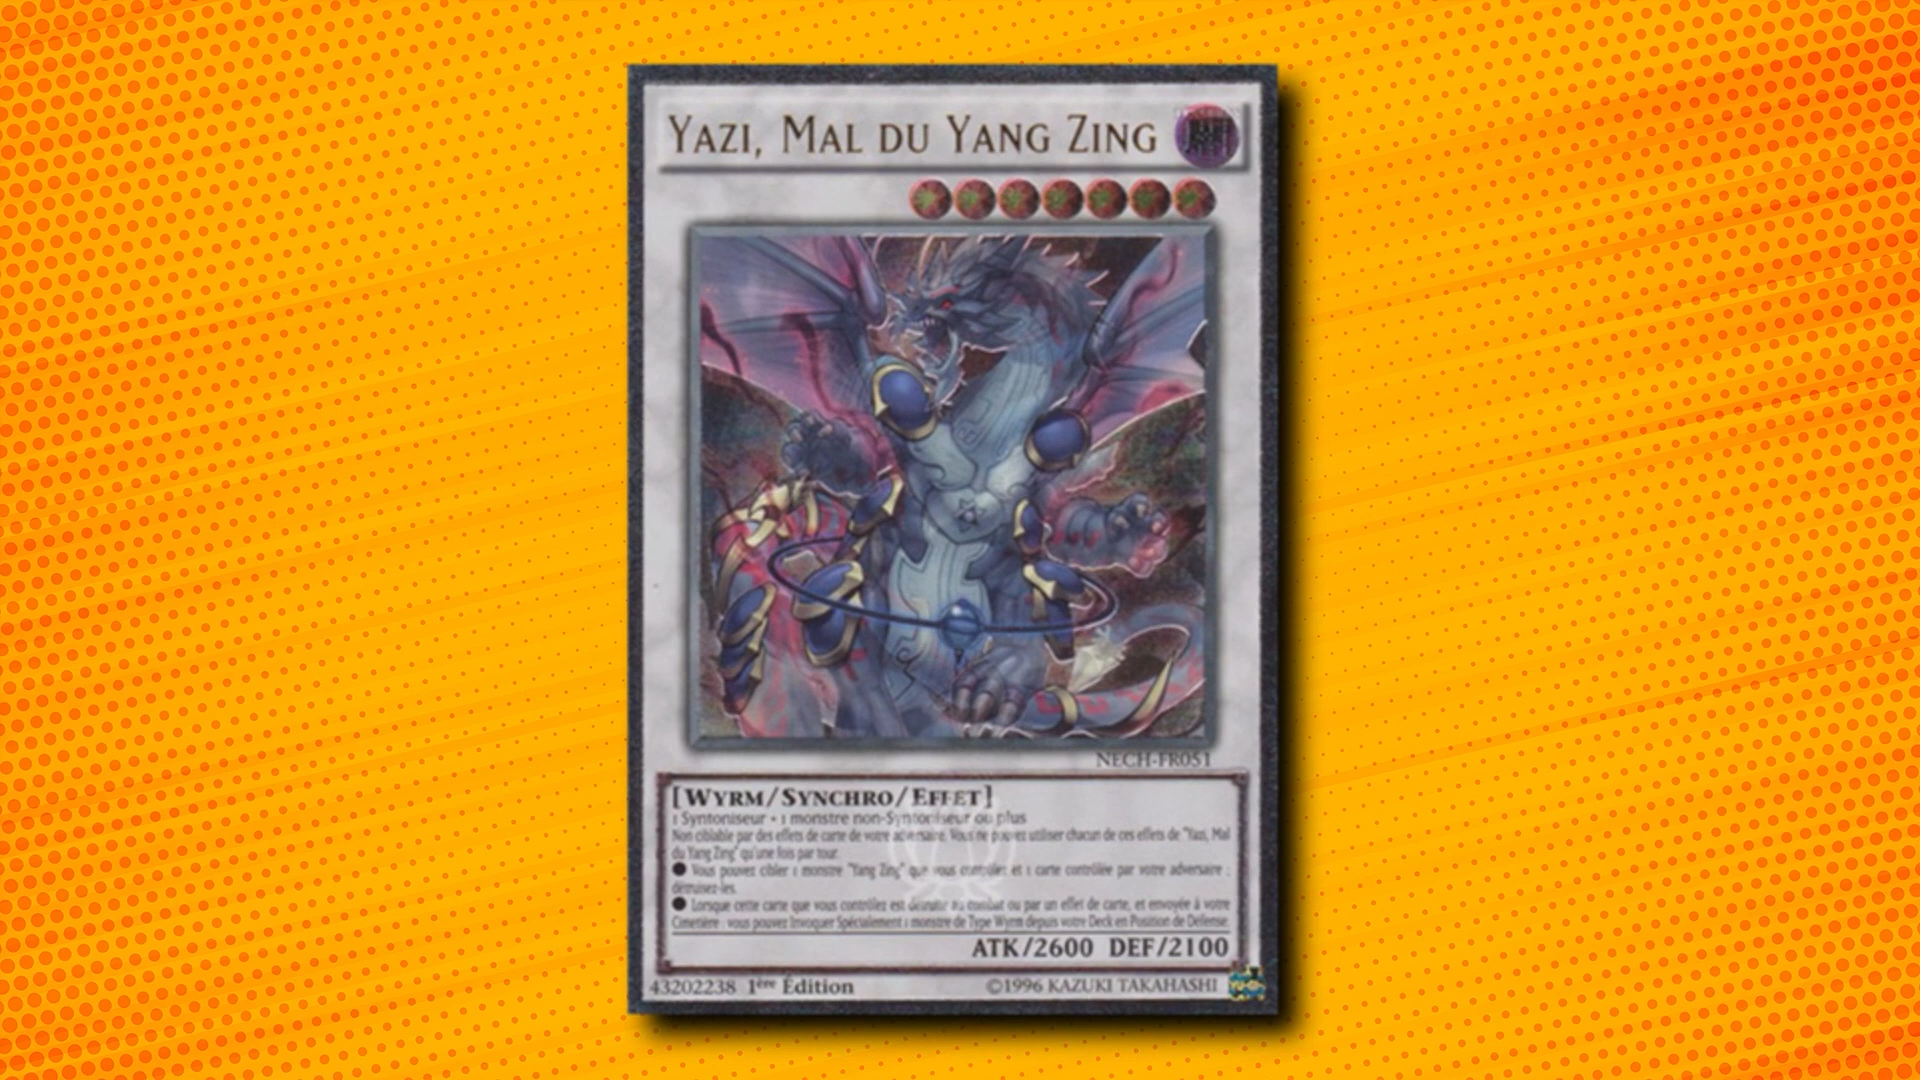 YAZI, MAL DU YANG ZING
NECH-FR051
[WYRM/SYNCHRO/EFFET]
1 Syntoniseur + 1 monstre non-Syntoniseur ou plus
Non ciblable par des effets de carte de votre adversaire. Vous ne pouvez utiliser chacun de ces effets de "Yazi, Mal
du Yang Zing" qu'une fois par tour.
● Vous pouvez cibler 1 monstre "Yang Zing" que vous contrôlez et 1 carte contrôlée par votre adversaire ;
détruisez-les.
● Lorsque cette carte que vous contrôlez est détruite au combat ou par un effet de carte, et envoyée à votre
Cimetière : vous pouvez Invoquer Spécialement 1 monstre de Type Wyrm depuis votre Deck en Position de Défense.
ATK/2600 DEF/2100
43202238 1ère Édition ©1996 KAZUKI TAKAHASHI